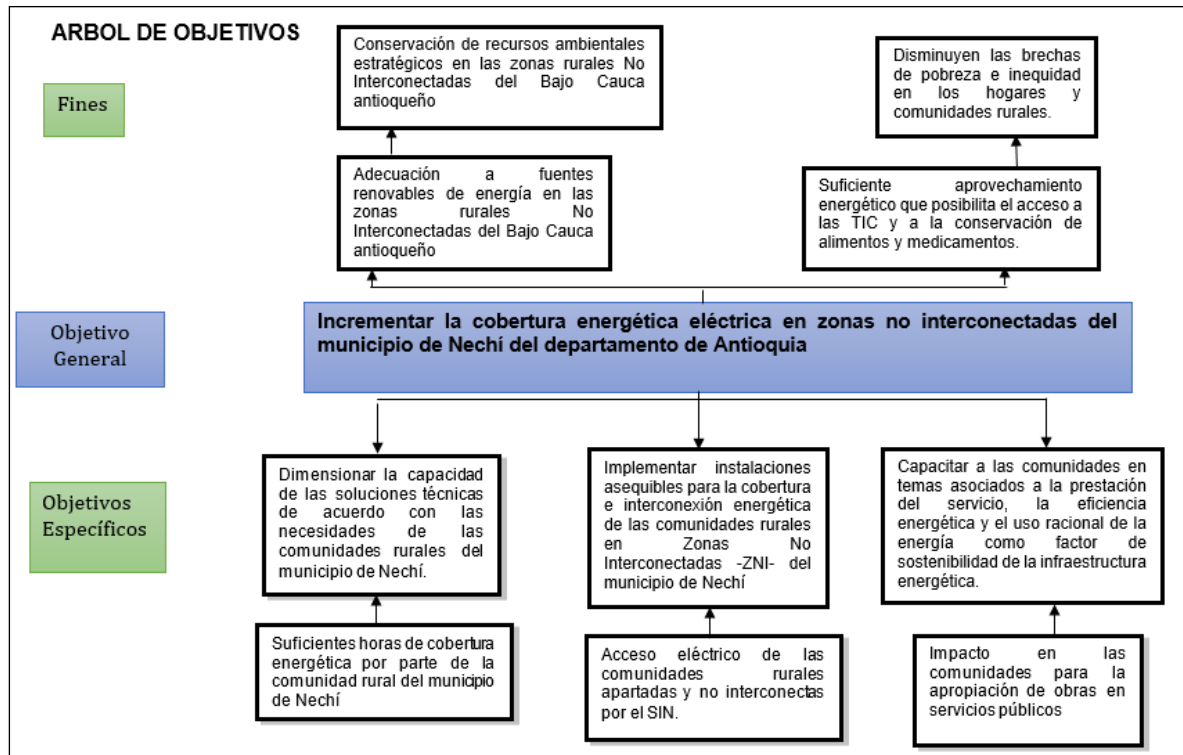 ARBOL DE OBJETIVOS
Fines
Conservación de recursos ambientales
estratégicos en las zonas rurales No
Interconectadas del Bajo Cauca
antioqueño
Disminuyen las brechas
de pobreza e inequidad
en los hogares y
comunidades rurales.
Adecuación a fuentes
renovables de energía en las
zonas rurales No
Interconectadas del Bajo Cauca
antioqueño
Suficiente aprovechamiento
energético que posibilita el acceso a
las TIC y a la conservación de
alimentos y medicamentos.
Objetivo
General
Incrementar la cobertura energética eléctrica en zonas no interconectadas del
municipio de Nechí del departamento de Antioquia
Objetivos
Específicos
Dimensionar la capacidad
de las soluciones técnicas
de acuerdo con las
necesidades de las
comunidades rurales del
municipio de Nechí.
Implementar instalaciones
asequibles para la cobertura
e interconexión energética
de las comunidades rurales
en Zonas No
Interconectadas -ZNI- del
municipio de Nechí
Capacitar a las comunidades en
temas asociados a la prestación
del servicio, la eficiencia
energética y el uso racional de la
energía como factor de
sostenibilidad de la infraestructura
energética.
Suficientes horas de cobertura
energética por parte de la
comunidad rural del municipio
de Nechí
Acceso eléctrico de las
comunidades rurales
apartadas y no interconectas
por el SIN.
Impacto en las
comunidades para la
apropiación de obras en
servicios públicos